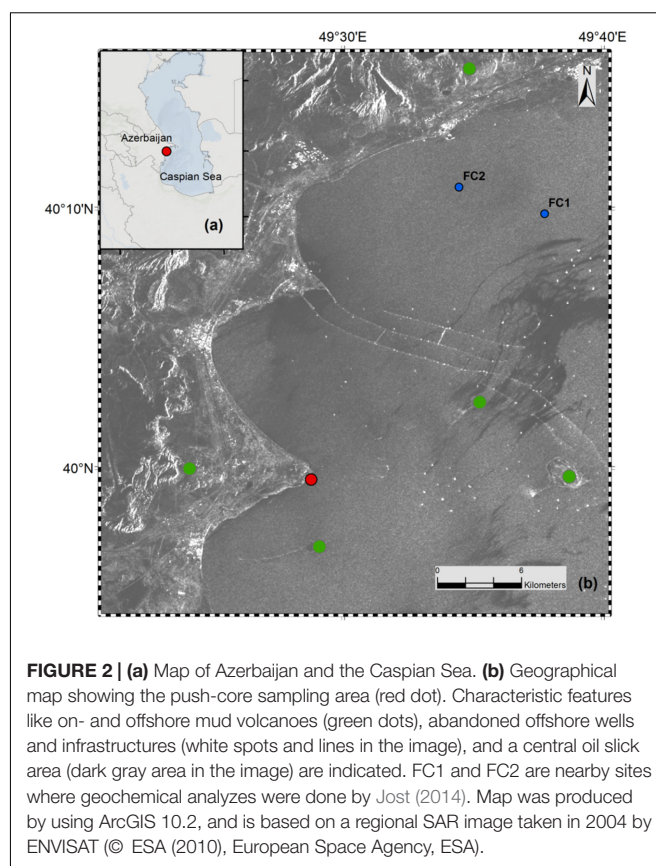 49°30'E
49°40'E
N
Azerbaijan
Caspian Sea
(a)
FC2
FC1
40°10'N
40°N
0
6
Kilometers
(b)
FIGURE 2 | (a) Map of Azerbaijan and the Caspian Sea. (b) Geographical
map showing the push-core sampling area (red dot). Characteristic features
like on- and offshore mud volcanoes (green dots), abandoned offshore wells
and infrastructures (white spots and lines in the image), and a central oil slick
area (dark gray area in the image) are indicated. FC1 and FC2 are nearby sites
where geochemical analyzes were done by Jost (2014). Map was produced
by using ArcGIS 10.2, and is based on a regional SAR image taken in 2004 by
ENVISAT (© ESA (2010), European Space Agency, ESA).